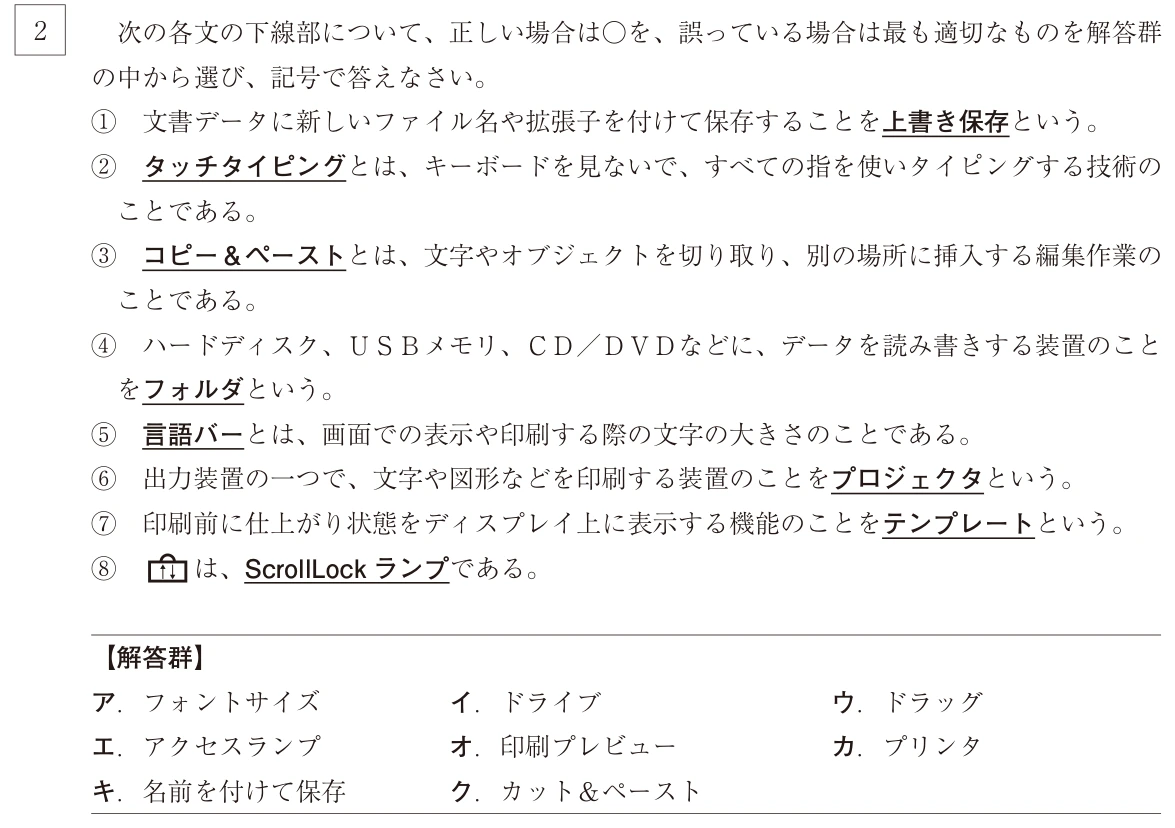 2　次の各文の下線部について、正しい場合は○を、誤っている場合は最も適切なものを解答群
の中から選び、記号で答えなさい。
①　文書データに新しいファイル名や拡張子を付けて保存することを上書き保存という。
②　タッチタイピングとは、キーボードを見ないで、すべての指を使いタイピングする技術の
ことである。
③　コピー＆ペーストとは、文字やオブジェクトを切り取り、別の場所に挿入する編集作業の
ことである。
④　ハードディスク、ＵＳＢメモリ、ＣＤ／ＤＶＤなどに、データを読み書きする装置のこと
をフォルダという。
⑤　言語バーとは、画面での表示や印刷する際の文字の大きさのことである。
⑥　出力装置の一つで、文字や図形などを印刷する装置のことをプロジェクタという。
⑦　印刷前に仕上がり状態をディスプレイ上に表示する機能のことをテンプレートという。
⑧　は、ScrollLock ランプである。
【解答群】
ア．フォントサイズ　イ．ドライブ　ウ．ドラッグ
エ．アクセスランプ　オ．印刷プレビュー　カ．プリンタ
キ．名前を付けて保存　ク．カット＆ペースト